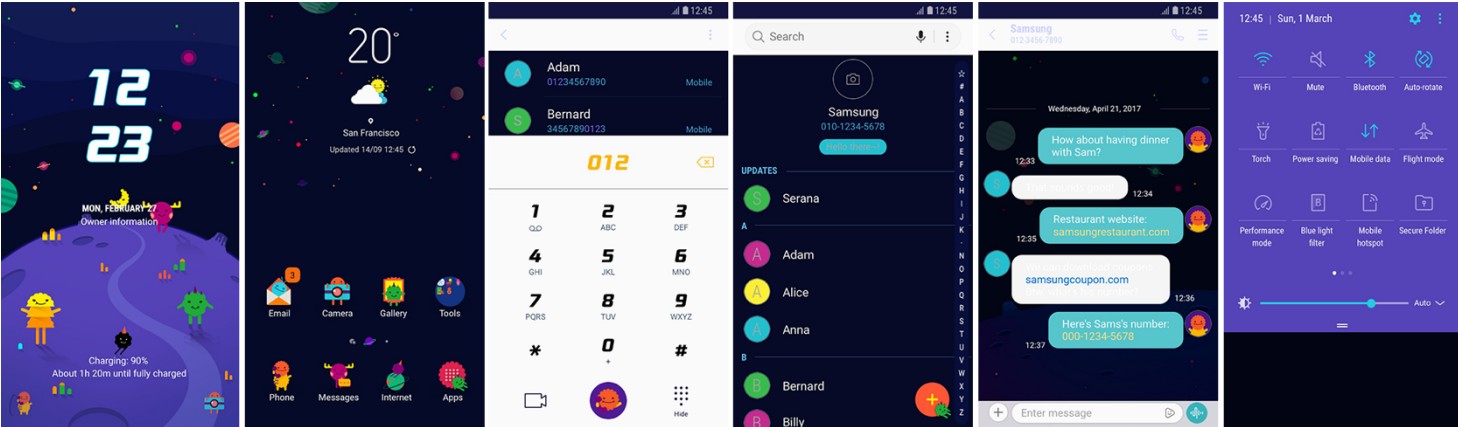 12
23
MON, FEBRUARY 27
Owner information
Charging: 90%
About 1h 20m until fully charged
20°
San Francisco
Updated 14/09 12:45
3
Email
Camera
Gallery
Tools
Phone
Messages
Internet
Apps
12:45
A
Adam
01234567890
Mobile
S
Bernard
34567890123
Mobile
012
1
2
ABC
3
DEF
4
GHI
5
JKL
6
MNO
7
PQRS
8
TUV
9
WXYZ
*
0
+
#
Hide
12:45
Search
Samsung
010-1234-5678
Hello there~!
UPDATES
S
Serana
A
A
Adam
A
Alice
A
Anna
B
B
Bernard
B
Billy
#
A
B
C
D
E
F
G
H
I
J
K
N
O
P
Q
R
S
T
U
V
W
X
Y
Z
12:45
Samsung
012-3456-7890
Wednesday, April 21, 2017
How about having dinner
with Sam?
12:33
S
That sounds good!
12:34
Restaurant website:
samsungrestaurant.com
12:35
S
samsungcoupon.com
12:36
Here's Sams's number:
000-1234-5678
12:37
Enter message
12:45 | Sun, 1 March
Wi-Fi
Mute
Bluetooth
Auto-rotate
Torch
Power saving
Mobile data
Flight mode
Performance
mode
Blue light
filter
Mobile
hotspot
Secure Folder
Auto